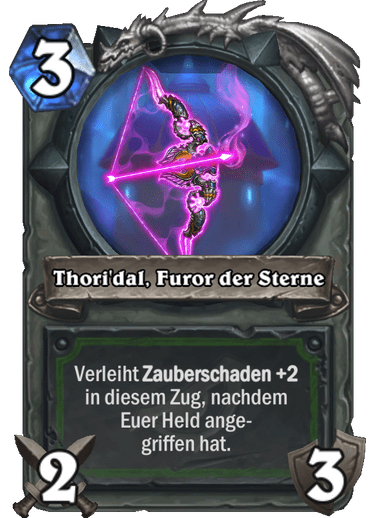 3
Thori'dal, Furor der Sterne
Verleiht Zauberschaden +2
in diesem Zug, nachdem
Euer Held ange-
griffen hat.
2
3